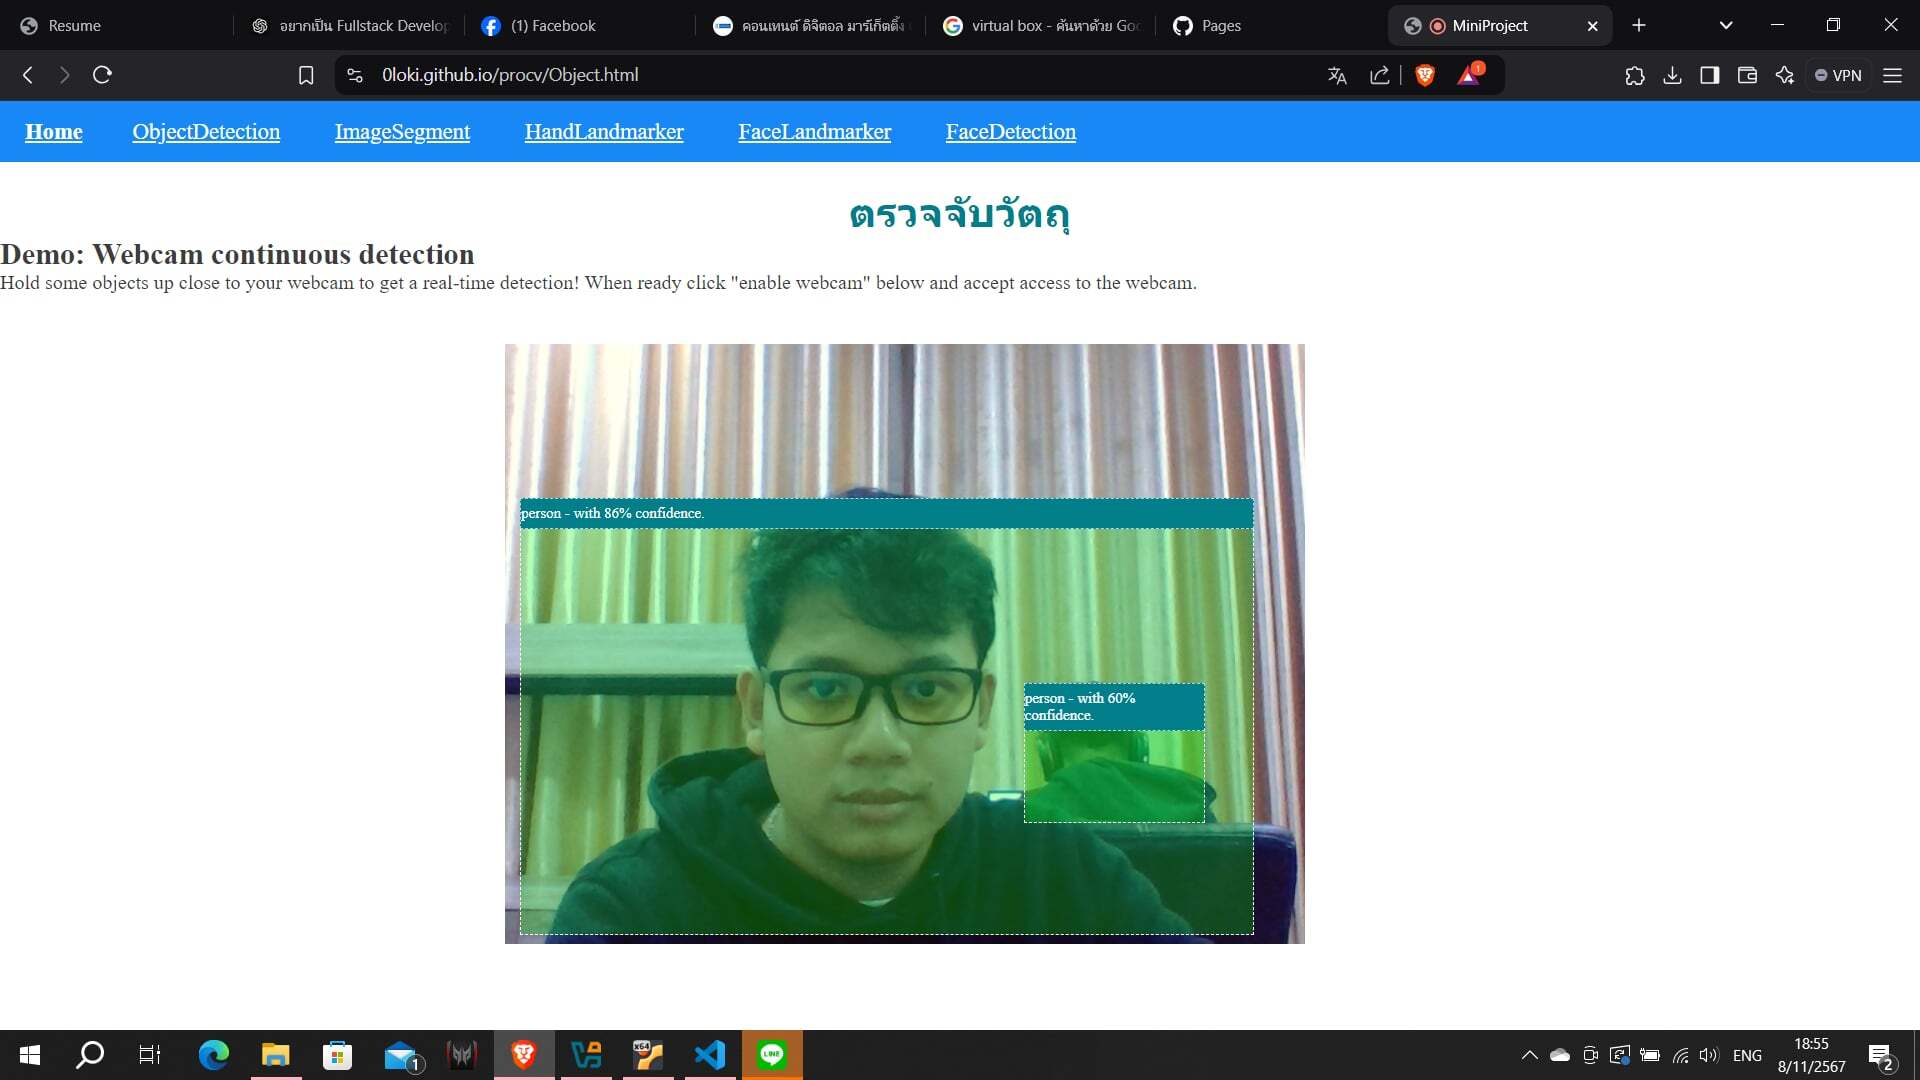 Resume
อยากเป็น Fullstack Develop
(1) Facebook
คอนเทนต์ ดิจิตอล มาร์เก็ตติ้ง
virtual box - ค้นหาด้วย Goo
Pages
MiniProject
0loki.github.io/procv/Object.html
1
VPN
Home
ObjectDetection
ImageSegment
HandLandmarker
FaceLandmarker
FaceDetection
ตรวจจับวัตถุ
Demo: Webcam continuous detection
Hold some objects up close to your webcam to get a real-time detection! When ready click "enable webcam" below and accept access to the webcam.
person - with 86% confidence.
person - with 60%
confidence.
1
x64
LINE
ENG
18:55
8/11/2567
2